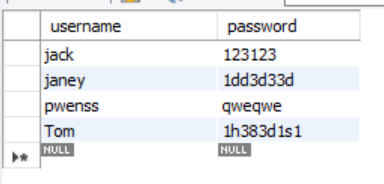 username password
jack 123123
janey 1dd3d33d
pwenss qweqwe
Tom 1h383d1s1
NULL NULL